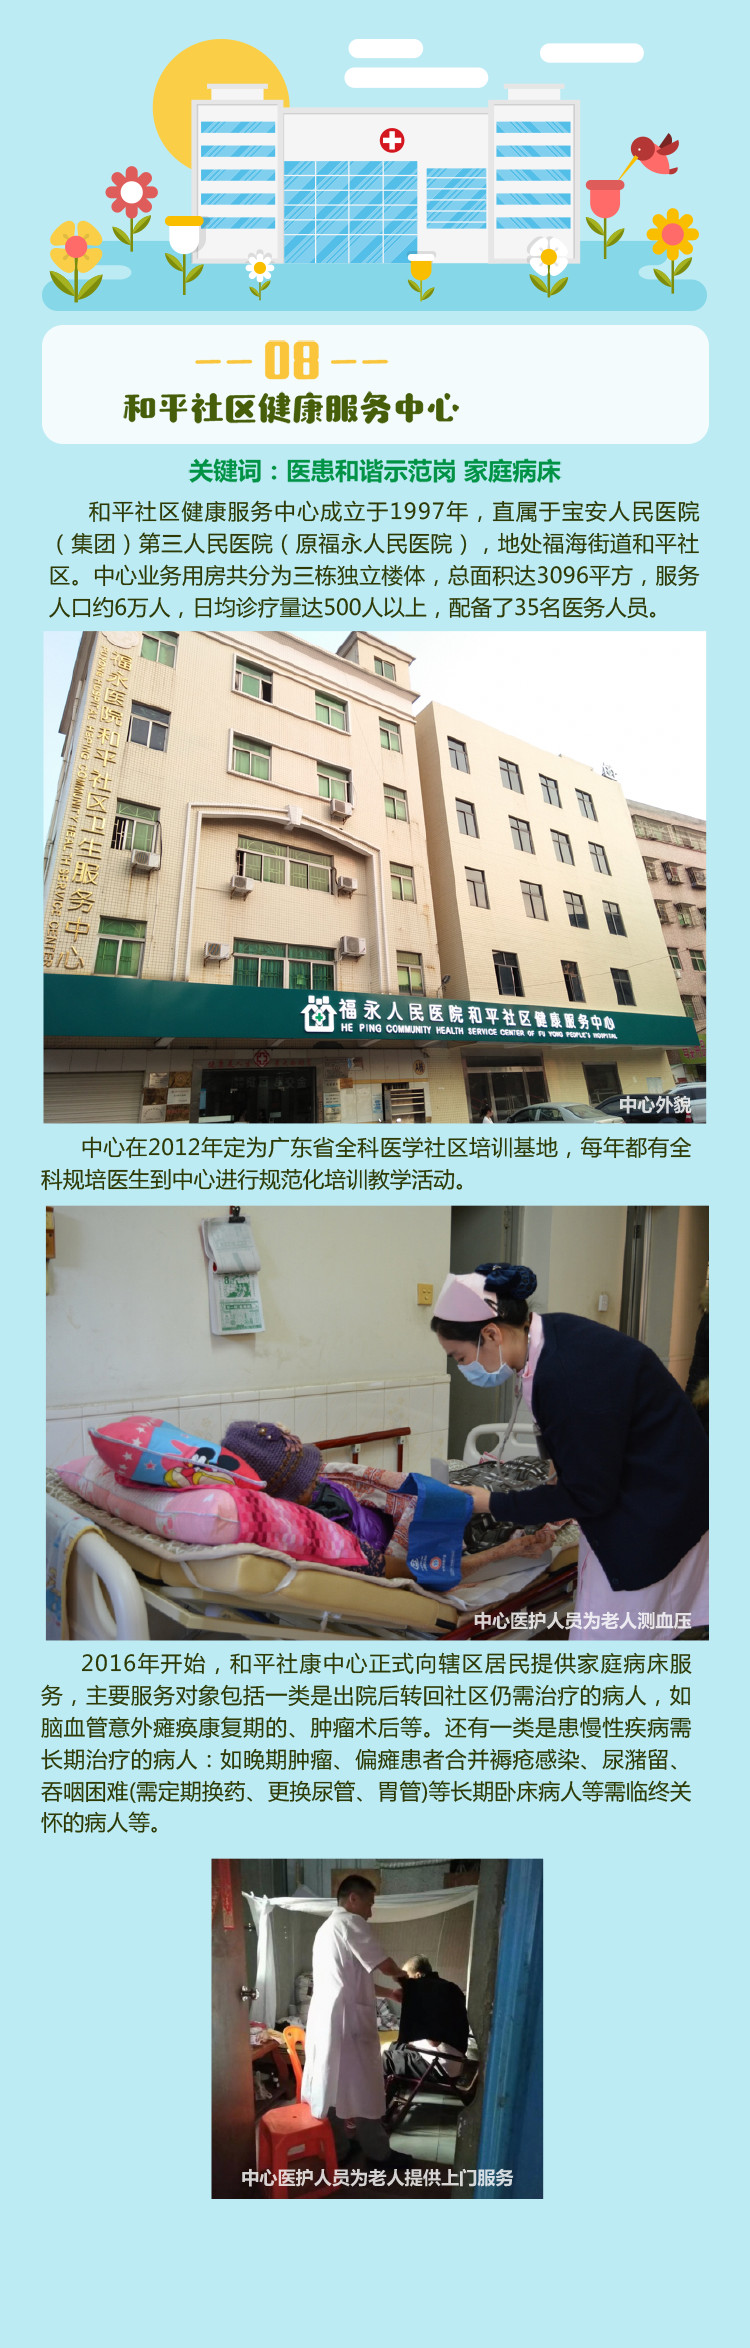 ——08——
和平社区健康服务中心
关键词：医患和谐示范岗 家庭病床
和平社区健康服务中心成立于1997年，直属于宝安人民医院
（集团）第三人民医院（原福永人民医院），地处福海街道和平社
区。中心业务用房共分为三栋独立楼体，总面积达3096平方，服务
人口约6万人，日均诊疗量达500人以上，配备了35名医务人员。
福永医院和平社区卫生服务中心
福永人民医院和平社区健康服务中心
HE PING COMMUNITY HEALTH SERVICE CENTER OF FU YONG PEOPLE'S HOSPITAL
中心外貌
中心在2012年定为广东省全科医学社区培训基地，每年都有全
科规培医生到中心进行规范化培训教学活动。
中心医护人员为老人测血压
2016年开始，和平社康中心正式向辖区居民提供家庭病床服
务，主要服务对象包括一类是出院后转回社区仍需治疗的病人，如
脑血管意外瘫痪康复期的、肿瘤术后等。还有一类是患慢性疾病需
长期治疗的病人：如晚期肿瘤、偏瘫患者合并褥疮感染、尿潴留、
吞咽困难(需定期换药、更换尿管、胃管)等长期卧床病人等需临终关
怀的病人等。
中心医护人员为老人提供上门服务